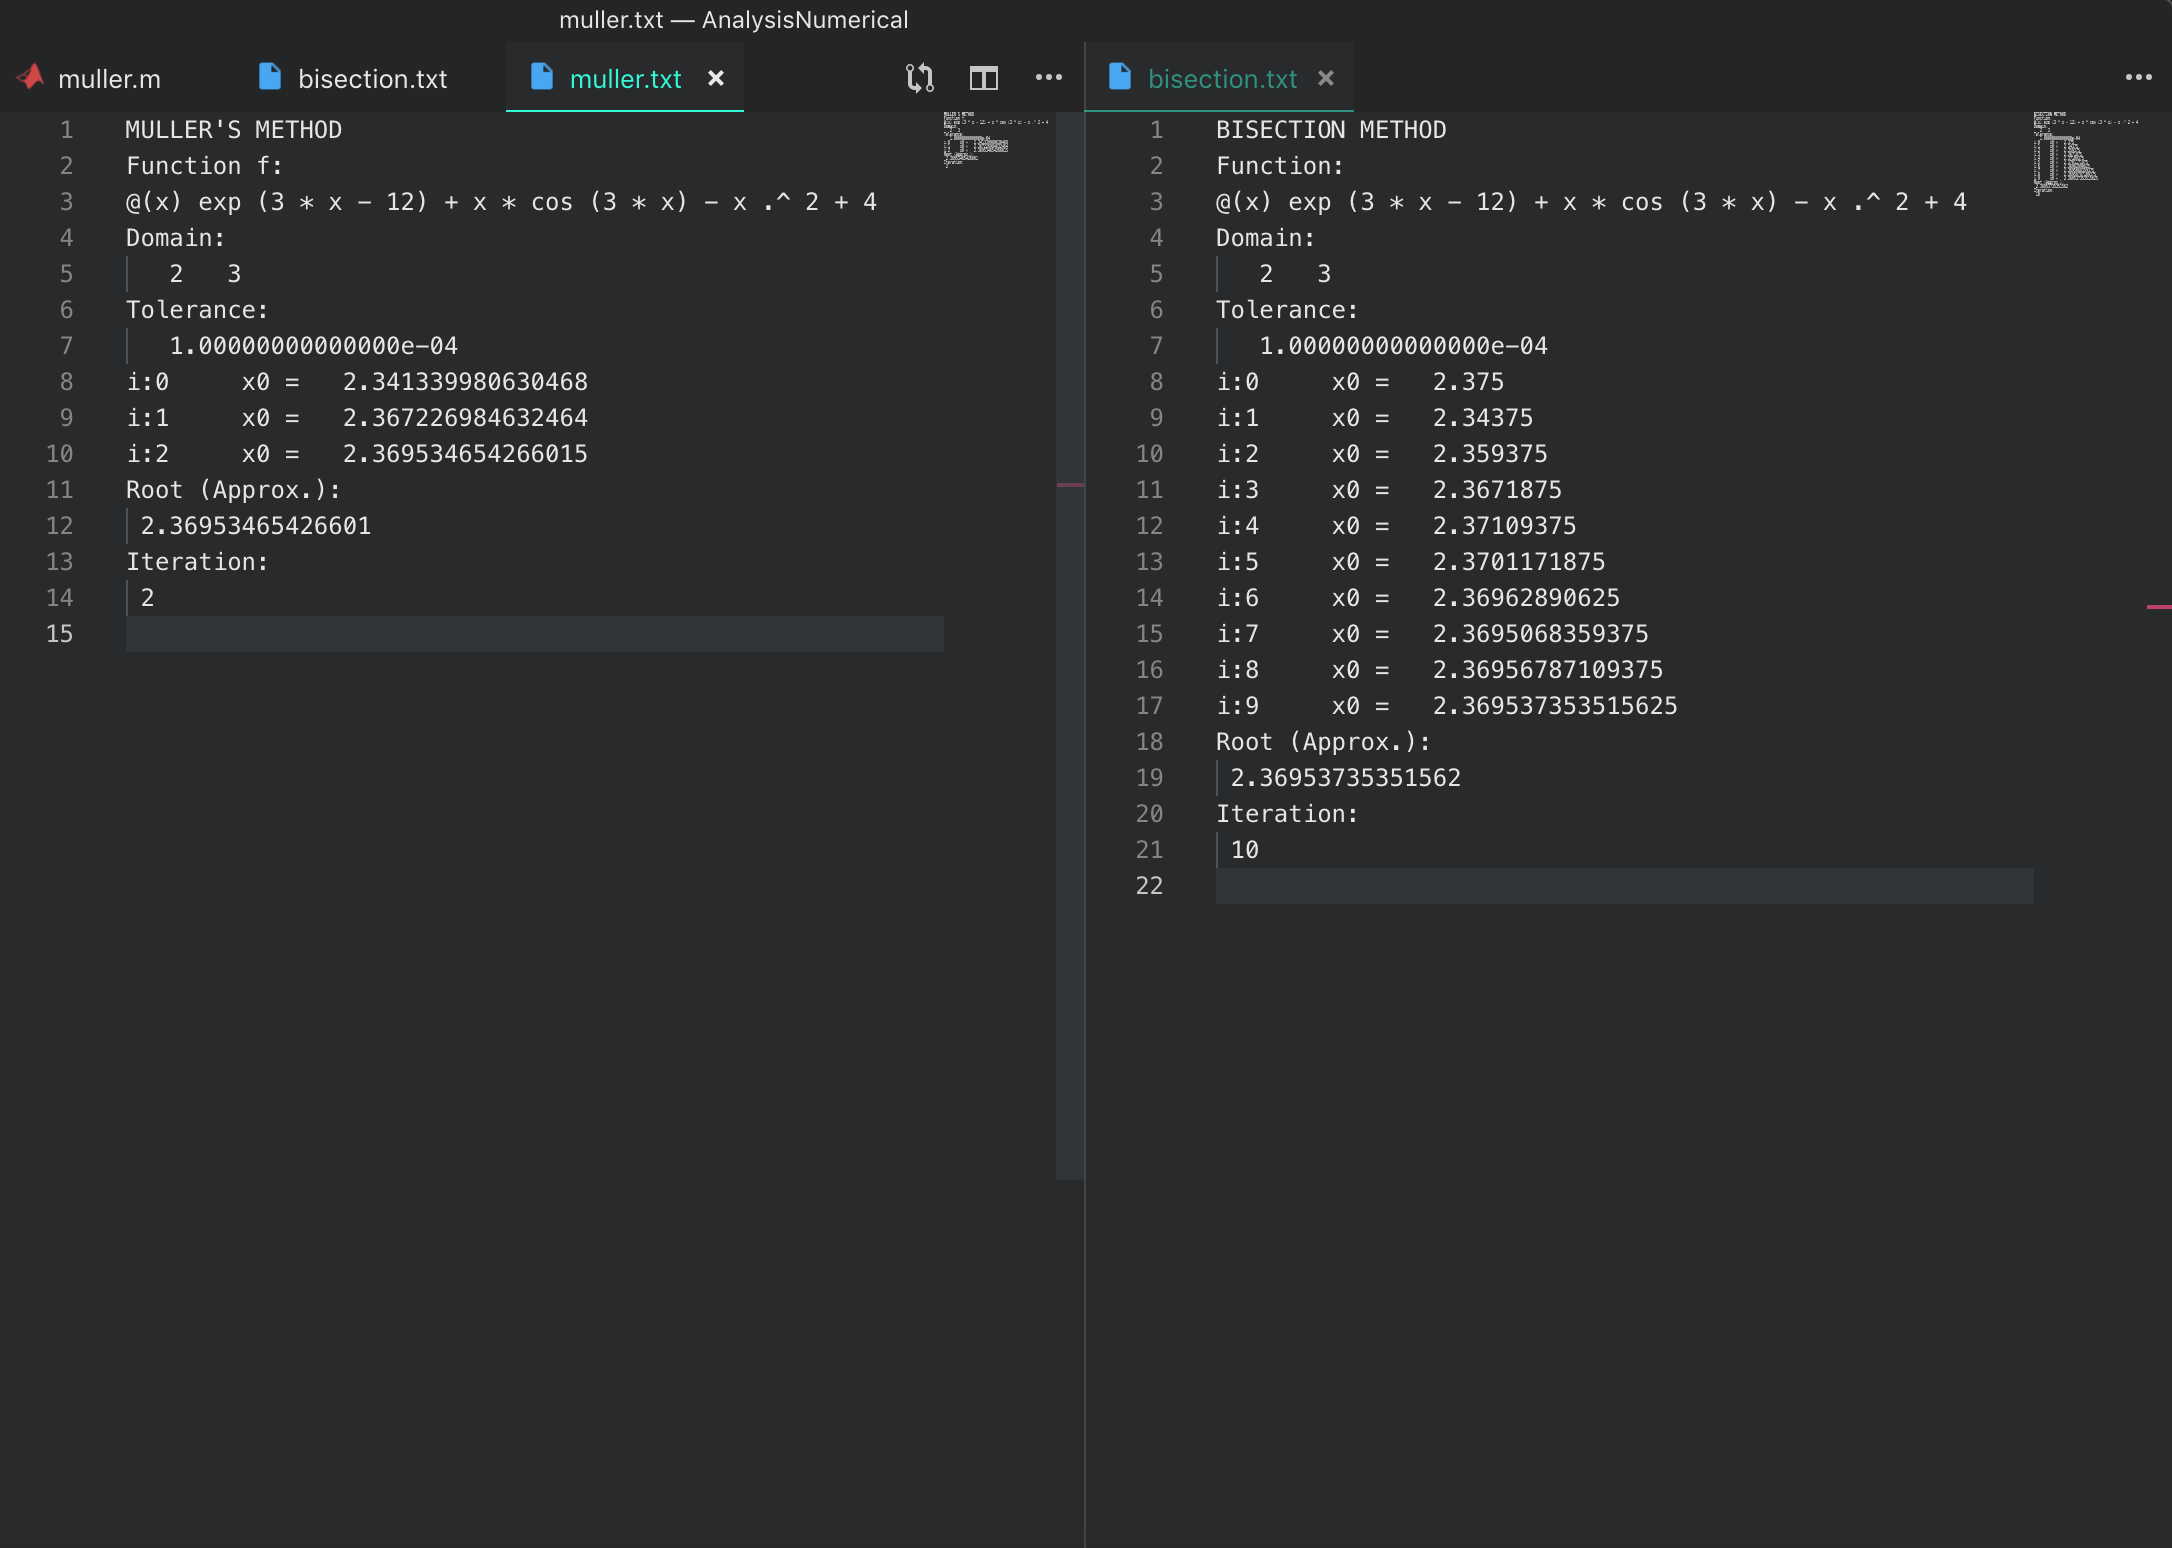 muller.txt — AnalysisNumerical
muller.m bisection.txt muller.txt
1 MULLER'S METHOD
2 Function f:
3 @(x) exp (3 * x - 12) + x * cos (3 * x) - x .^ 2 + 4
4 Domain:
5 2 3
6 Tolerance:
7 1.00000000000000e-04
8 i:0 x0 = 2.341339980630468
9 i:1 x0 = 2.367226984632464
10 i:2 x0 = 2.369534654266015
11 Root (Approx.):
12 2.36953465426601
13 Iteration:
14 2
15
bisection.txt
1 BISECTION METHOD
2 Function:
3 @(x) exp (3 * x - 12) + x * cos (3 * x) - x .^ 2 + 4
4 Domain:
5 2 3
6 Tolerance:
7 1.00000000000000e-04
8 i:0 x0 = 2.375
9 i:1 x0 = 2.34375
10 i:2 x0 = 2.359375
11 i:3 x0 = 2.3671875
12 i:4 x0 = 2.37109375
13 i:5 x0 = 2.3701171875
14 i:6 x0 = 2.36962890625
15 i:7 x0 = 2.3695068359375
16 i:8 x0 = 2.36956787109375
17 i:9 x0 = 2.369537353515625
18 Root (Approx.):
19 2.36953735351562
20 Iteration:
21 10
22